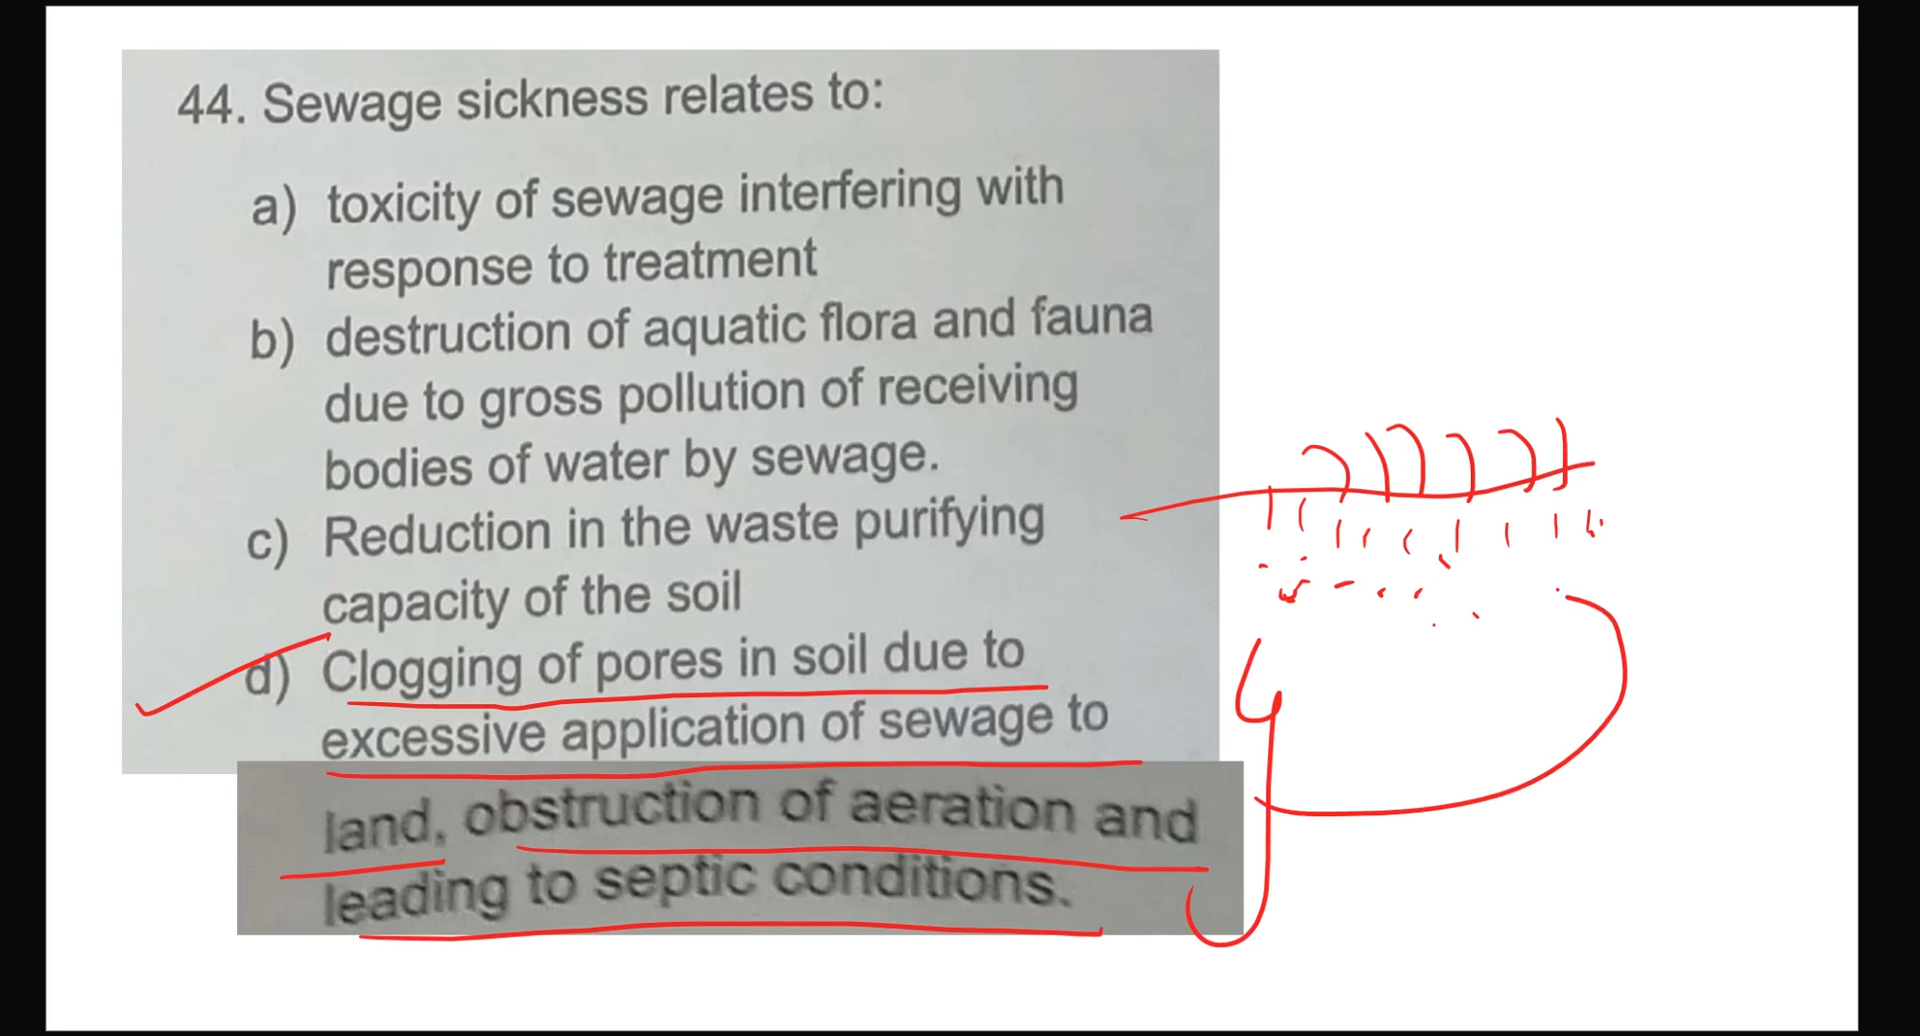 44. Sewage sickness relates to:
a) toxicity of sewage interfering with
response to treatment
b) destruction of aquatic flora and fauna
due to gross pollution of receiving
bodies of water by sewage.
c) Reduction in the waste purifying
capacity of the soil
d) Clogging of pores in soil due to
excessive application of sewage to
land, obstruction of aeration and
leading to septic conditions.